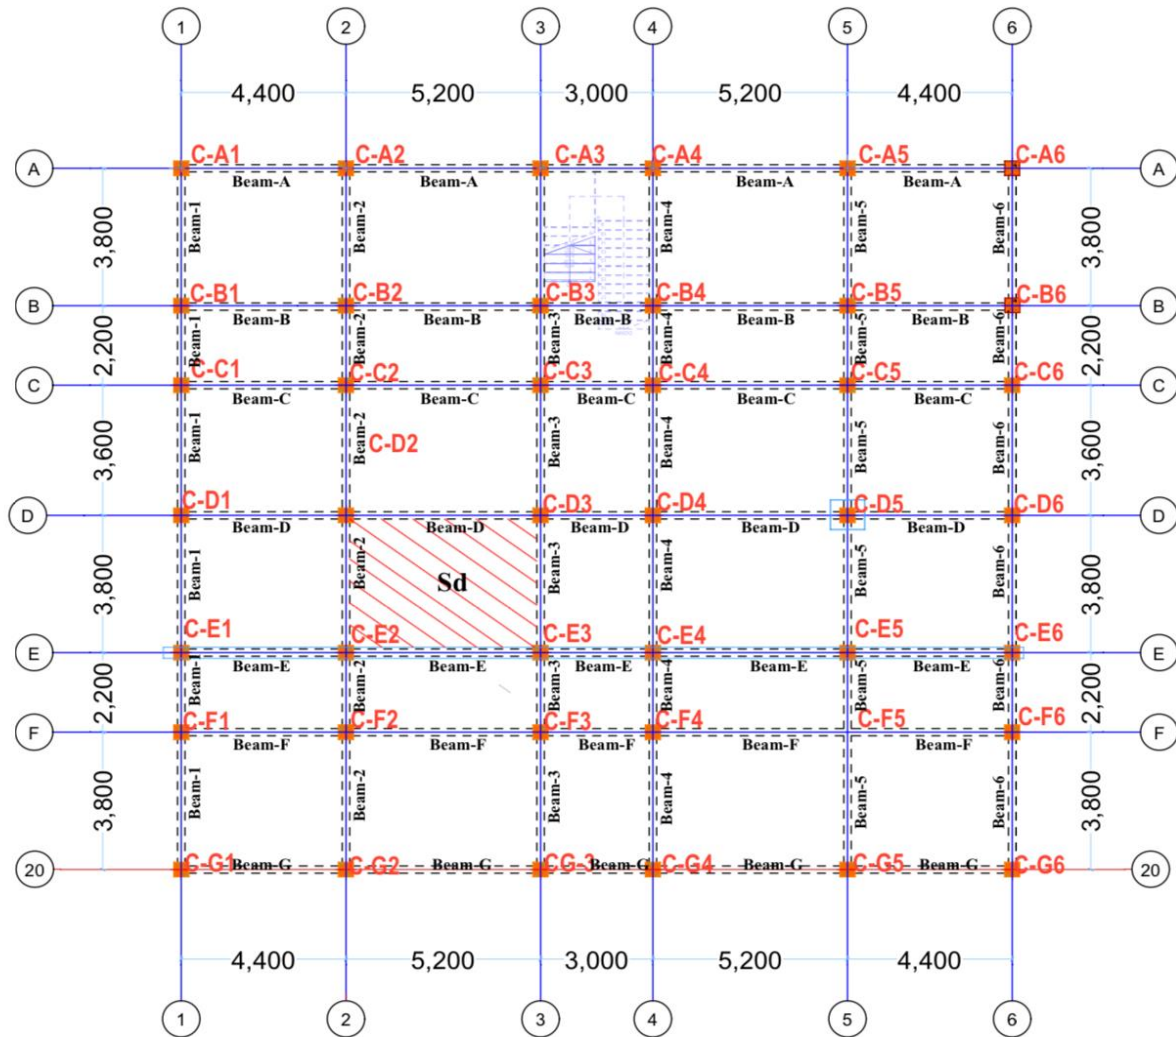 1 2 3 4 5 6
4,400 5,200 3,000 5,200 4,400
C-A1 C-A2 C-A3 C-A4 C-A5 C-A6
A A
Beam-A Beam-A Beam-A Beam-A
3,800 Beam-1 Beam-2 Beam-4 Beam-5 Beam-6 3,800
C-B1 C-B2 C-B3 C-B4 C-B5 C-B6
B B
Beam-B Beam-B Beam-B Beam-B Beam-B
2,200 Beam-1 Beam-2 Beam-3 Beam-4 Beam-5 Beam-6 2,200
C-C1 C-C2 C-C3 C-C4 C-C5 C-C6
C C
Beam-C Beam-C Beam-C Beam-C Beam-C
3,600 Beam-1 Beam-2 C-D2 Beam-3 Beam-4 Beam-5 Beam-6 3,600
C-D1 C-D3 C-D4 C-D5 C-D6
D D
Beam-D Beam-D Beam-D Beam-D Beam-D
3,800 Beam-1 Beam-2 Sd Beam-3 Beam-4 Beam-5 Beam-6 3,800
C-E1 C-E2 C-E3 C-E4 C-E5 C-E6
E E
Beam-E Beam-E Beam-E Beam-E Beam-E
2,200 Beam-1 Beam-2 Beam-3 Beam-4 Beam-5 Beam-6 2,200
C-F1 C-F2 C-F3 C-F4 C-F5 C-F6
F F
Beam-F Beam-F Beam-F Beam-F Beam-F
3,800 Beam-1 Beam-2 Beam-3 Beam-4 Beam-5 Beam-6 3,800
20 C-G1 Beam-G C-G2 Beam-G CG-3 Beam-G C-G4 Beam-G C-G5 Beam-G C-G6 20
4,400 5,200 3,000 5,200 4,400
1 2 3 4 5 6